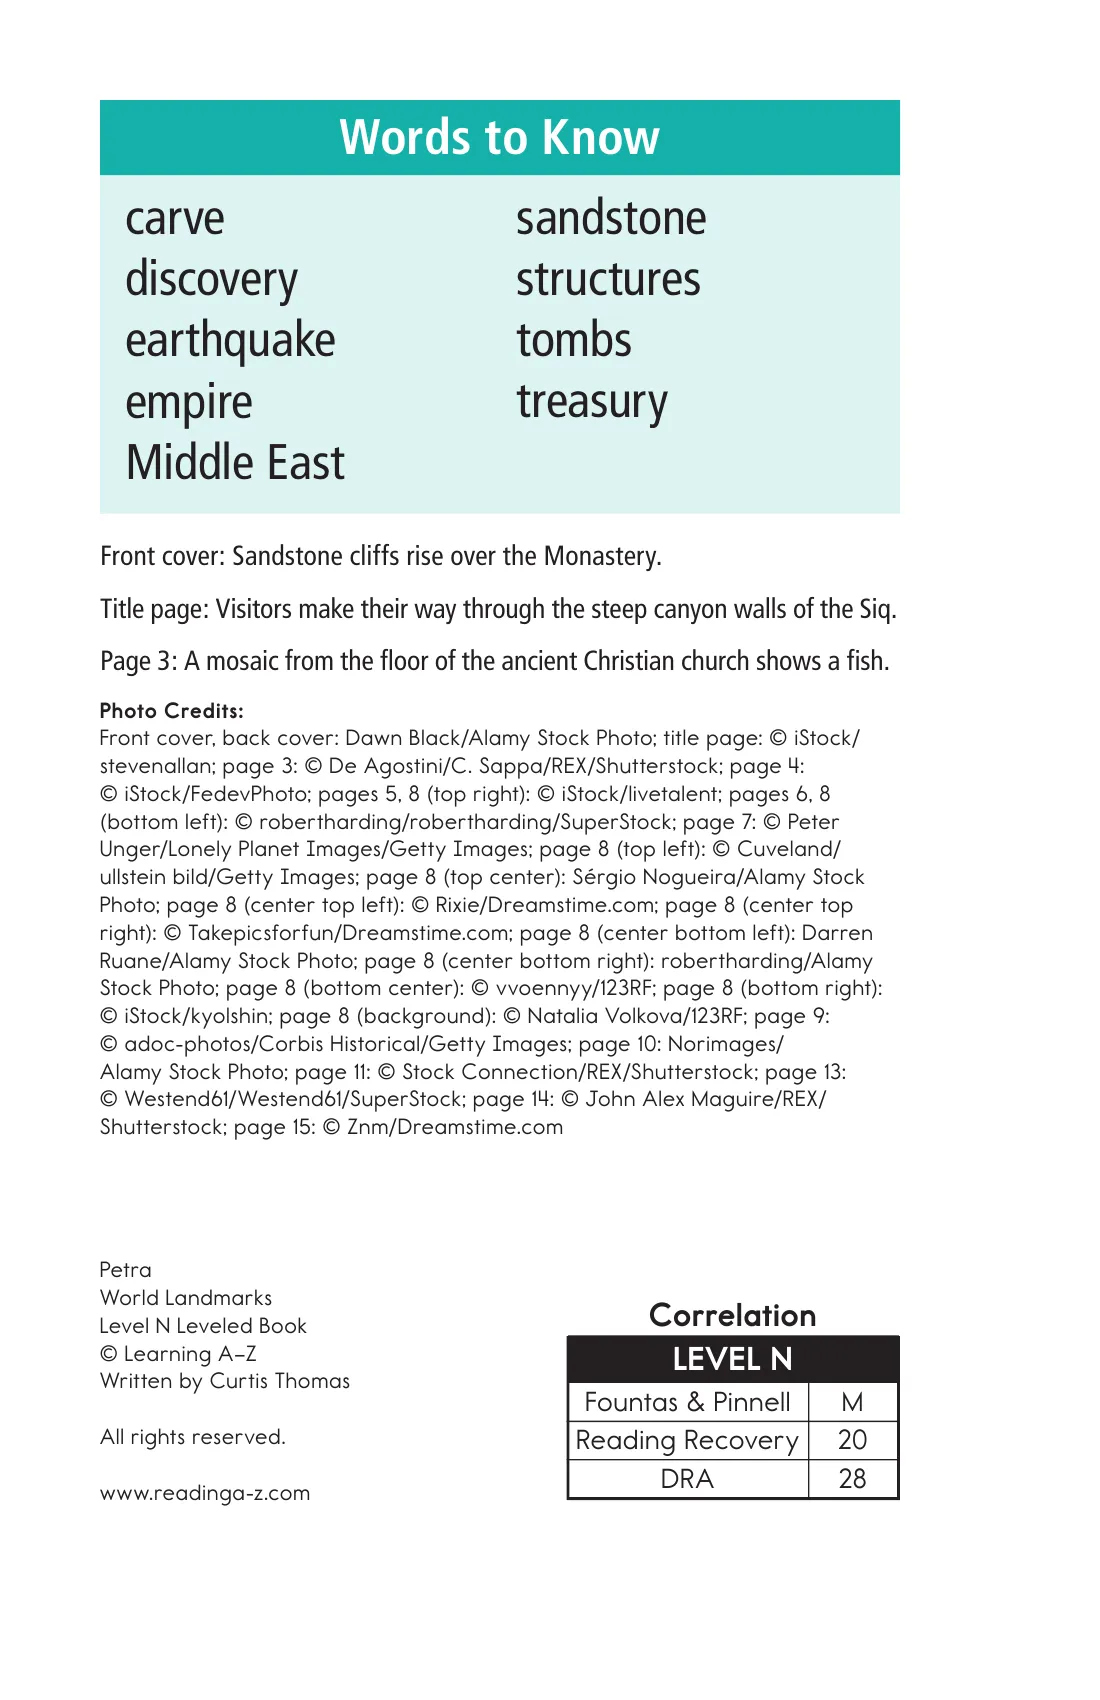 Words to Know
carve
discovery
earthquake
empire
Middle East
sandstone
structures
tombs
treasury
Front cover: Sandstone cliffs rise over the Monastery.
Title page: Visitors make their way through the steep canyon walls of the Siq.
Page 3: A mosaic from the floor of the ancient Christian church shows a fish.
Photo Credits:
Front cover, back cover: Dawn Black/Alamy Stock Photo; title page: © iStock/
stevenallan; page 3: © De Agostini/C. Sappa/REX/Shutterstock; page 4:
© iStock/FedevPhoto; pages 5, 8 (top right): © iStock/livetalent; pages 6, 8
(bottom left): © robertharding/robertharding/SuperStock; page 7: © Peter
Unger/Lonely Planet Images/Getty Images; page 8 (top left): © Cuveland/
ullstein bild/Getty Images; page 8 (top center): Sérgio Nogueira/Alamy Stock
Photo; page 8 (center top left): © Rixie/Dreamstime.com; page 8 (center top
right): © Takepicsforfun/Dreamstime.com; page 8 (center bottom left): Darren
Ruane/Alamy Stock Photo; page 8 (center bottom right): robertharding/Alamy
Stock Photo; page 8 (bottom center): © vvoennyy/123RF; page 8 (bottom right):
© iStock/kyolshin; page 8 (background): © Natalia Volkova/123RF; page 9:
© adoc-photos/Corbis Historical/Getty Images; page 10: Norimages/
Alamy Stock Photo; page 11: © Stock Connection/REX/Shutterstock; page 13:
© Westend61/Westend61/SuperStock; page 14: © John Alex Maguire/REX/
Shutterstock; page 15: © Znm/Dreamstime.com
Petra
World Landmarks
Level N Leveled Book
© Learning A–Z
Written by Curtis Thomas
All rights reserved.
www.readinga-z.com
Correlation
LEVEL N
Fountas & Pinnell M
Reading Recovery 20
DRA 28